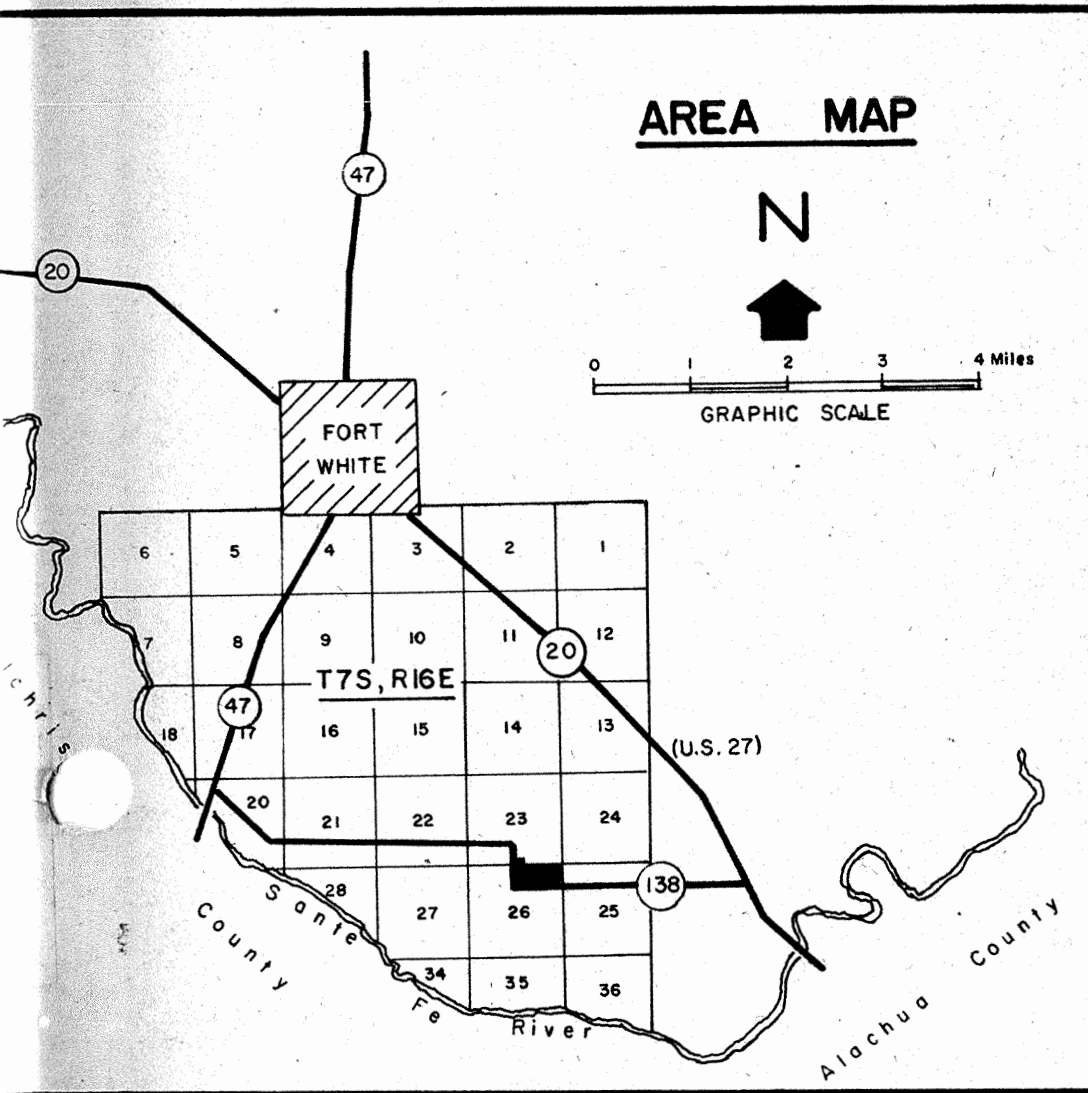 AREA MAP
N
0 1 2 3 4 Miles
GRAPHIC SCALE
47
20
FORT
WHITE
6 5 4 3 2 1
7 8 9 10 11 12
20
T7S, R16E
47
18 17 16 15 14 13
(U.S. 27)
20 21 22 23 24
138
28 27 26 25
34 35 36
ichris
County
Sante Fe River
Alachua County